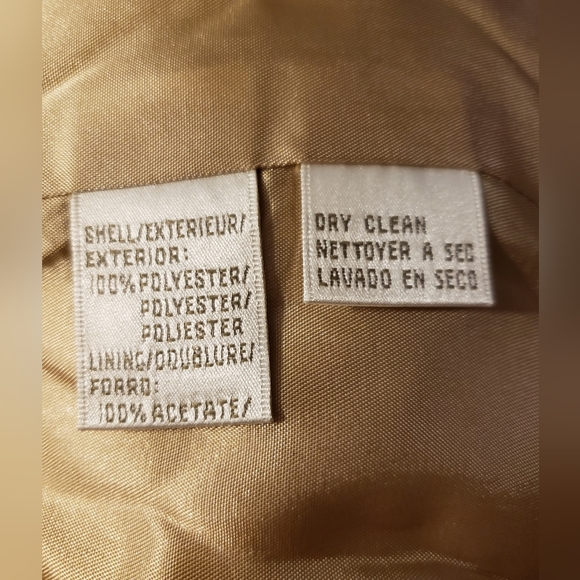 SHELL/EXTERIEUR/
EXTERIOR:
100% POLYESTER/
POLYESTER/
POLIESTER
LINING/DOUBLURE/
FORRO:
100% ACETATE/
DRY CLEAN
NETTOYER A SEC
LAVADO EN SECO